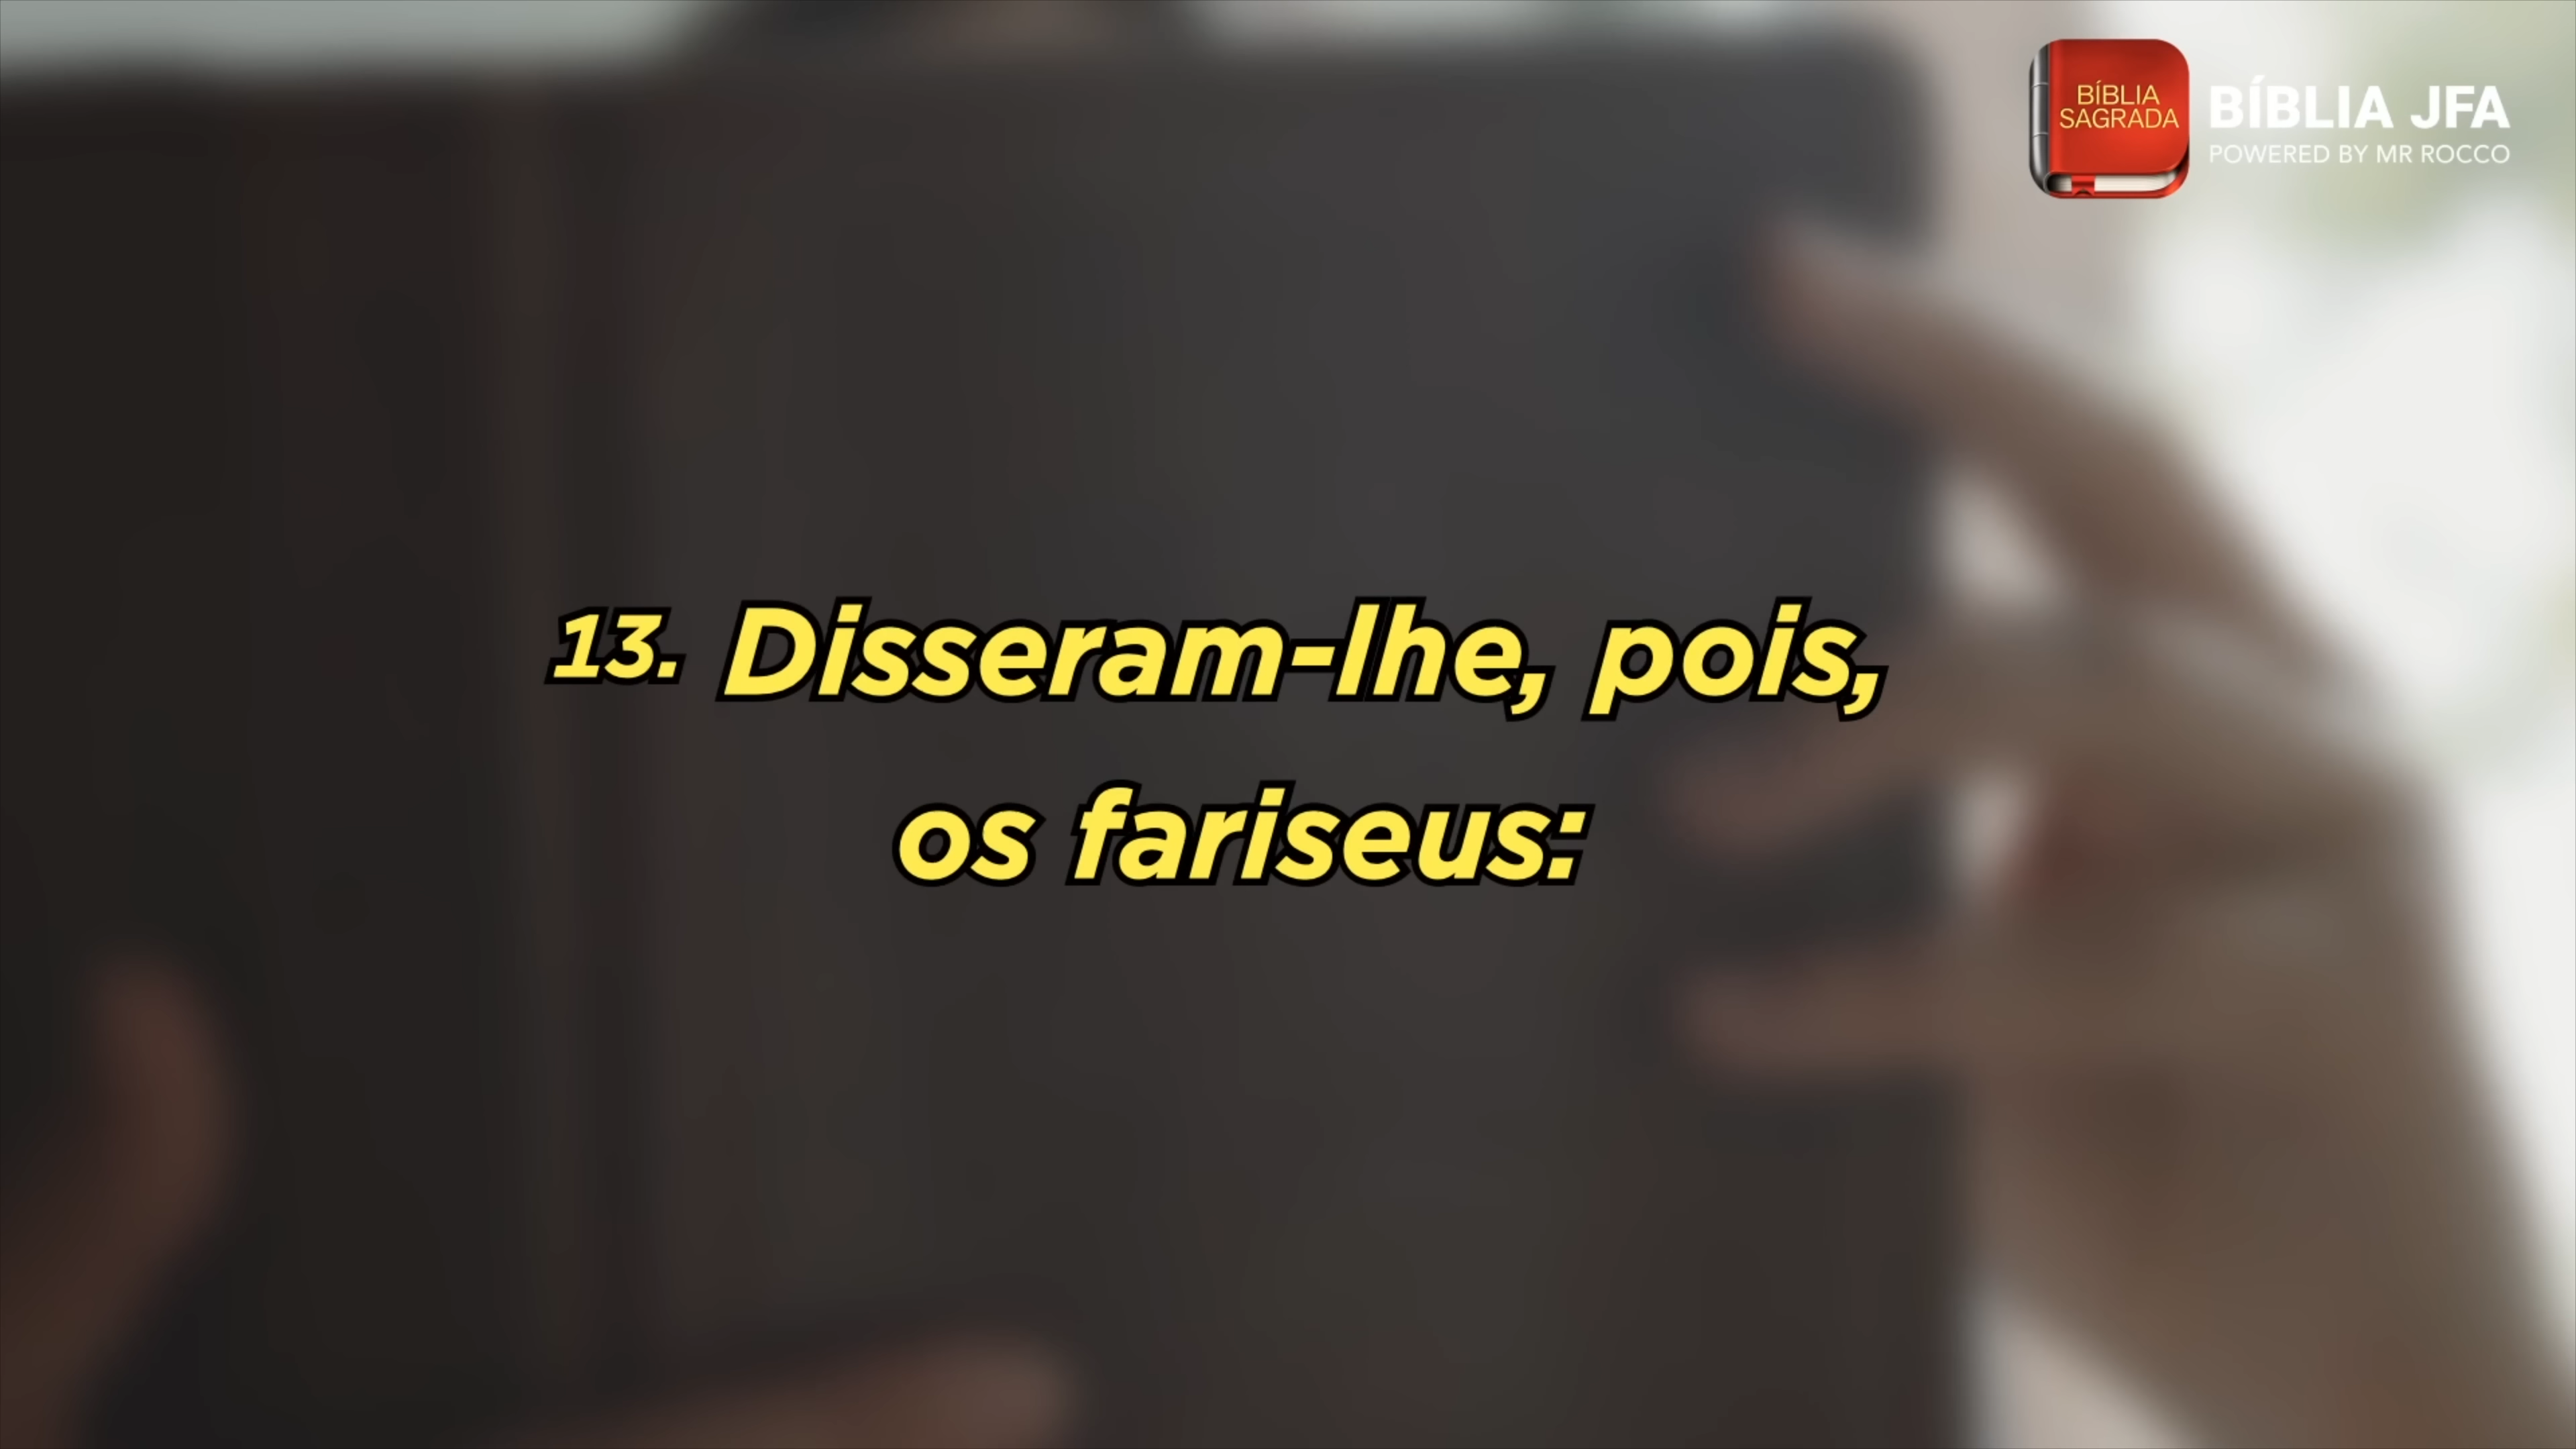 BÍBLIA
SAGRADA
BÍBLIA JFA
POWERED BY MR ROCCO
13. Disseram-lhe, pois,
os fariseus: